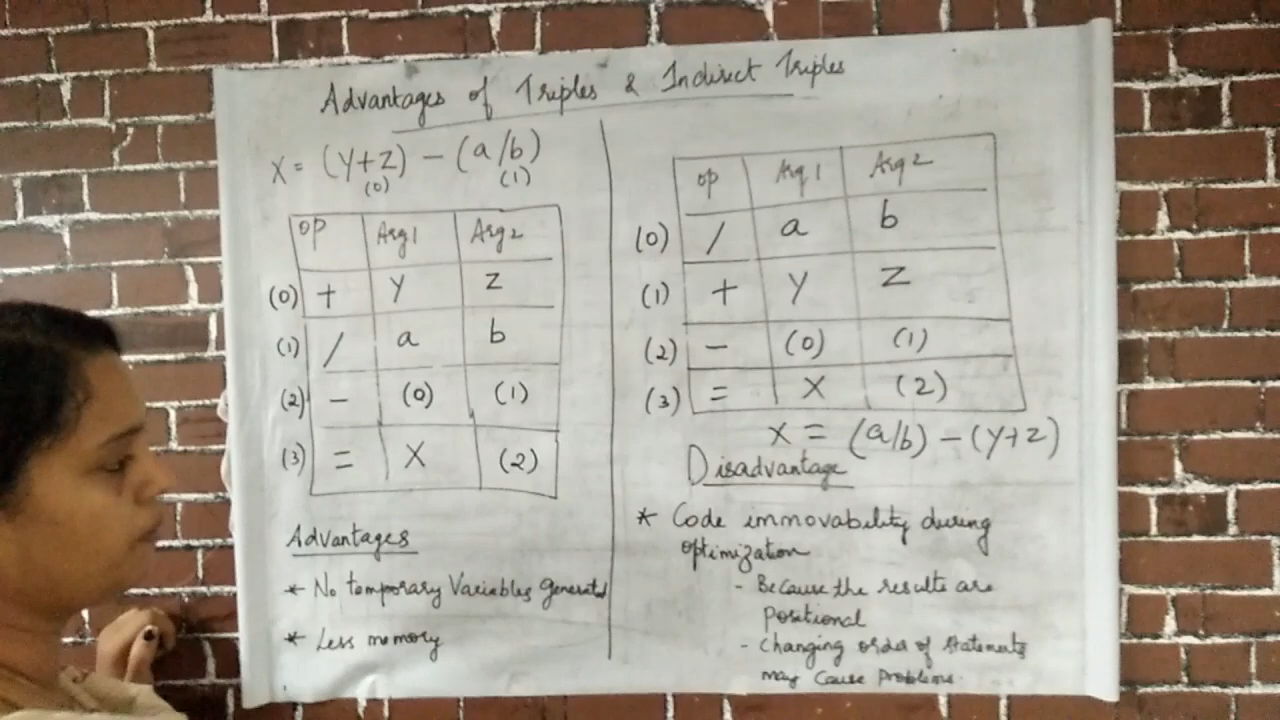 Advantages of Triples & Indirect Triples
X = (Y+Z) - (a/b)
(0) (1)
OP Arg1 Arg2
(0) + Y Z
(1) / a b
(2) - (0) (1)
(3) = X (2)
Advantages
* No temporary Variables generated
* Less memory
OP Arg1 Arg2
(0) / a b
(1) + Y Z
(2) - (0) (1)
(3) = X (2)
X = (a/b) - (Y+Z)
Disadvantage
* Code immovability during
optimization
- Because the results are
Positional
- Changing order of statements
may Cause Problems.